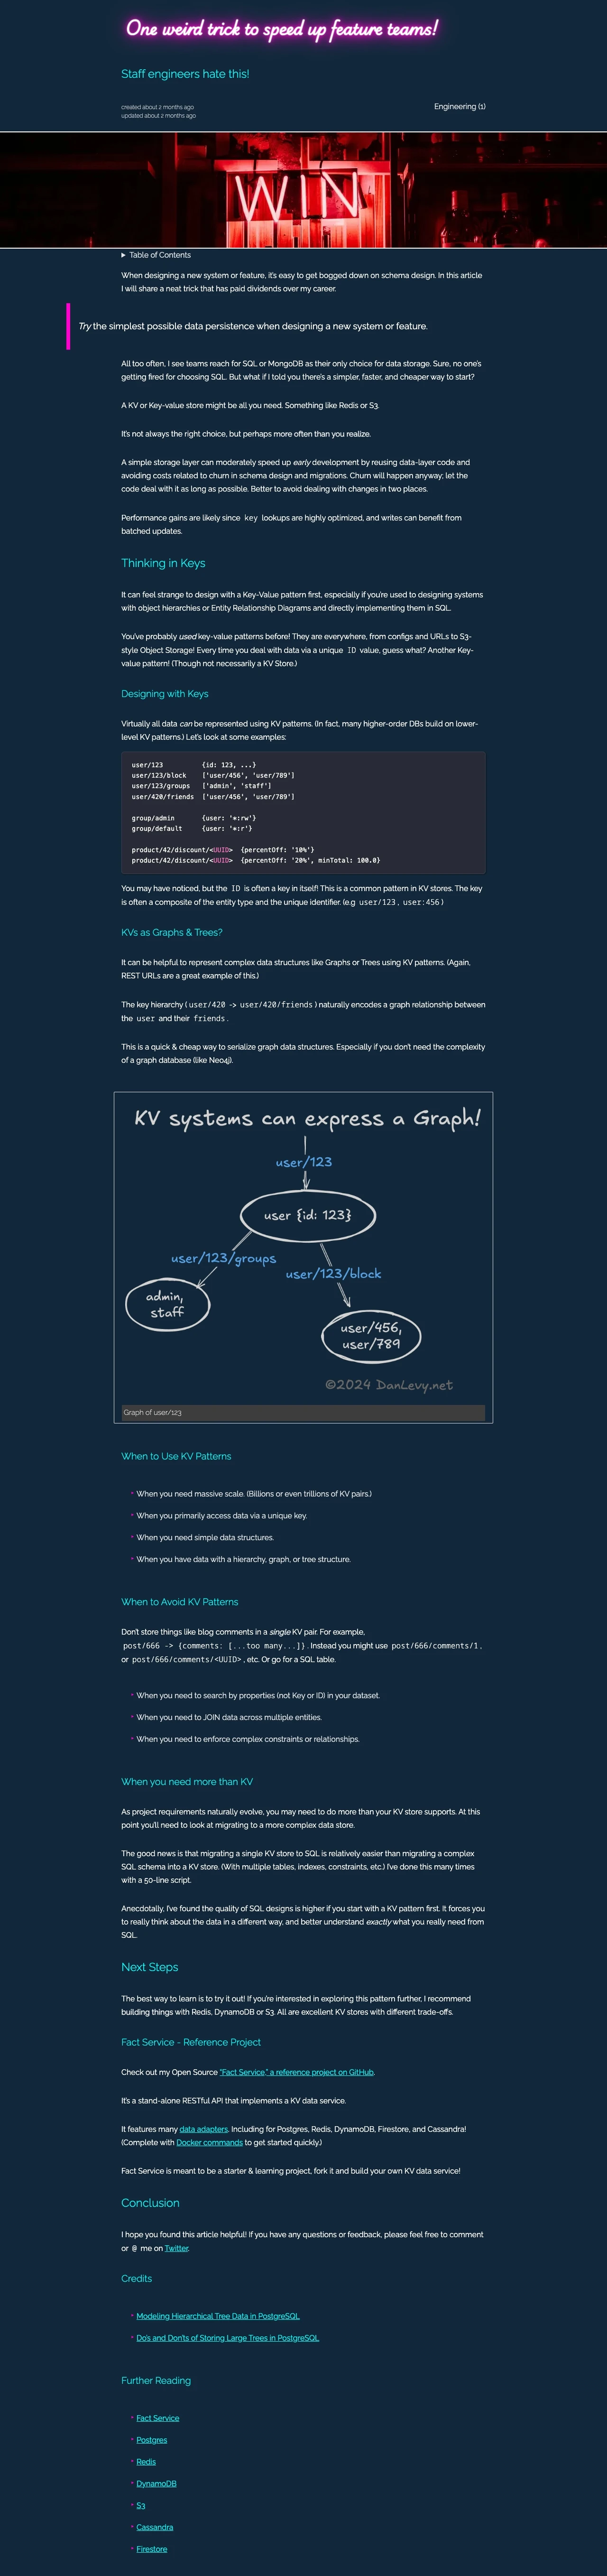 One weird trick to speed up feature teams!
Staff engineers hate this!
created about 2 months ago
updated about 2 months ago
Engineering (1)
WIN
Table of Contents
When designing a new system or feature, it's easy to get bogged down on schema design. In this article
I will share a neat trick that has paid dividends over my career.
Try the simplest possible data persistence when designing a new system or feature.
All too often, I see teams reach for SQL or MongoDB as their only choice for data storage. Sure, no one's
getting fired for choosing SQL. But what if I told you there's a simpler, faster, and cheaper way to start?
A KV or Key-value store might be all you need. Something like Redis or S3.
It's not always the right choice, but perhaps more often than you realize.
A simple storage layer can moderately speed up early development by reusing data-layer code and
avoiding costs related to churn in schema design and migrations. Churn will happen anyway; let the
code deal with it as long as possible. Better to avoid dealing with changes in two places.
Performance gains are likely since key lookups are highly optimized, and writes can benefit from
batched updates.
Thinking in Keys
It can feel strange to design with a Key-Value pattern first, especially if you're used to designing systems
with object hierarchies or Entity Relationship Diagrams and directly implementing them in SQL.
You've probably used key-value patterns before! They are everywhere, from configs and URLs to S3-
style Object Storage! Every time you deal with data via a unique ID value, guess what? Another Key-
value pattern! (Though not necessarily a KV Store.)
Designing with Keys
Virtually all data can be represented using KV patterns. (In fact, many higher-order DBs build on lower-
level KV patterns.) Let's look at some examples:
user/123 {id: 123, ...}
user/123/block ['user/456', 'user/789']
user/123/groups ['admin', 'staff']
user/420/friends ['user/456', 'user/789']
group/admin {user: '*:rw'}
group/default {user: '*:r'}
product/42/discount/<UUID> {percentOff: '10%'}
product/42/discount/<UUID> {percentOff: '20%', minTotal: 100.0}
You may have noticed, but the ID is often a key in itself! This is a common pattern in KV stores. The key
is often a composite of the entity type and the unique identifier. (e.g user/123, user:456)
KVs as Graphs & Trees?
It can be helpful to represent complex data structures like Graphs or Trees using KV patterns. (Again,
REST URLs are a great example of this.)
The key hierarchy (user/420 -> user/420/friends) naturally encodes a graph relationship between
the user and their friends.
This is a quick & cheap way to serialize graph data structures. Especially if you don't need the complexity
of a graph database (like Neo4j).
KV systems can express a Graph!
user/123
user {id: 123}
user/123/groups
user/123/block
admin,
staff
user/456,
user/789
©2024 DanLevy.net
Graph of user/123
When to Use KV Patterns
When you need massive scale. (Billions or even trillions of KV pairs.)
When you primarily access data via a unique key.
When you need simple data structures.
When you have data with a hierarchy, graph, or tree structure.
When to Avoid KV Patterns
Don't store things like blog comments in a single KV pair. For example,
post/666 -> {comments: [...too many...]}. Instead you might use post/666/comments/1,
or post/666/comments/<UUID>, etc. Or go for a SQL table.
When you need to search by properties (not Key or ID) in your dataset.
When you need to JOIN data across multiple entities.
When you need to enforce complex constraints or relationships.
When you need more than KV
As project requirements naturally evolve, you may need to do more than your KV store supports. At this
point you'll need to look at migrating to a more complex data store.
The good news is that migrating a single KV store to SQL is relatively easier than migrating a complex
SQL schema into a KV store. (With multiple tables, indexes, constraints, etc.) I've done this many times
with a 50-line script.
Anecdotally, I've found the quality of SQL designs is higher if you start with a KV pattern first. It forces you
to really think about the data in a different way, and better understand exactly what you really need from
SQL.
Next Steps
The best way to learn is to try it out! If you're interested in exploring this pattern further, I recommend
building things with Redis, DynamoDB or S3. All are excellent KV stores with different trade-offs.
Fact Service - Reference Project
Check out my Open Source "Fact Service," a reference project on GitHub.
It's a stand-alone RESTful API that implements a KV data service.
It features many data adapters. Including for Postgres, Redis, DynamoDB, Firestore, and Cassandra!
(Complete with Docker commands to get started quickly.)
Fact Service is meant to be a starter & learning project, fork it and build your own KV data service!
Conclusion
I hope you found this article helpful! If you have any questions or feedback, please feel free to comment
or @ me on Twitter.
Credits
Modeling Hierarchical Tree Data in PostgreSQL
Do's and Don'ts of Storing Large Trees in PostgreSQL
Further Reading
Fact Service
Postgres
Redis
DynamoDB
S3
Cassandra
Firestore